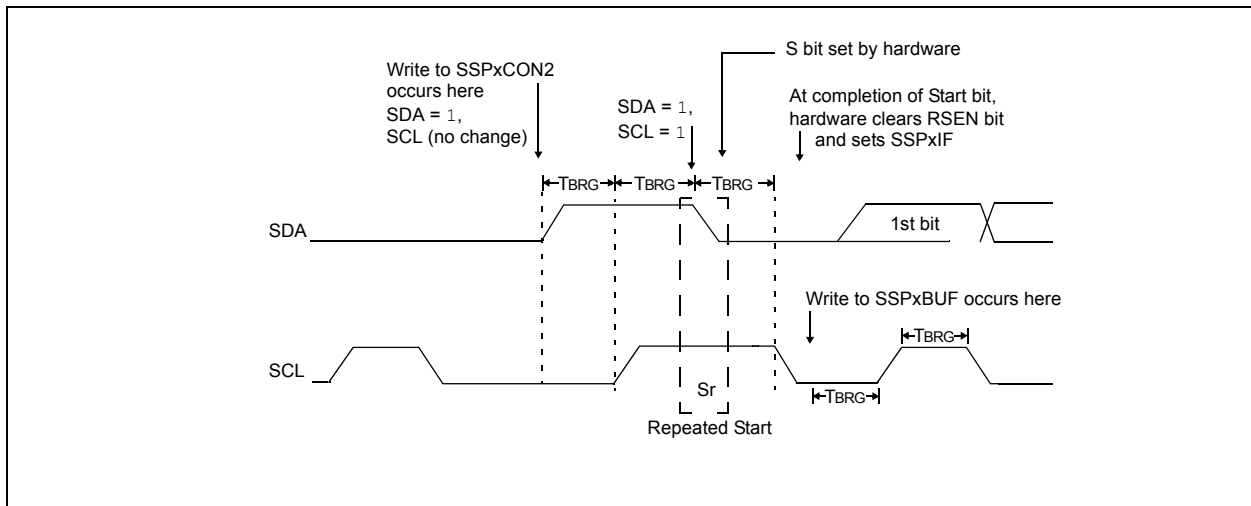 S bit set by hardware
Write to SSPxCON2
occurs here
SDA = 1,
SCL (no change)
SDA = 1,
SCL = 1
At completion of Start bit,
hardware clears RSEN bit
and sets SSPxIF
TBRG TBRG TBRG
SDA
1st bit
Write to SSPxBUF occurs here
TBRG
SCL
Sr
TBRG
Repeated Start